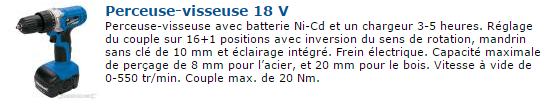 Perceuse-visseuse 18 V
Perceuse-visseuse avec batterie Ni-Cd et un chargeur 3-5 heures. Réglage
du couple sur 16+1 positions avec inversion du sens de rotation, mandrin
sans clé de 10 mm et éclairage intégré. Frein électrique. Capacité maximale
de perçage de 8 mm pour l’acier, et 20 mm pour le bois. Vitesse à vide de
0-550 tr/min. Couple max. de 20 Nm.